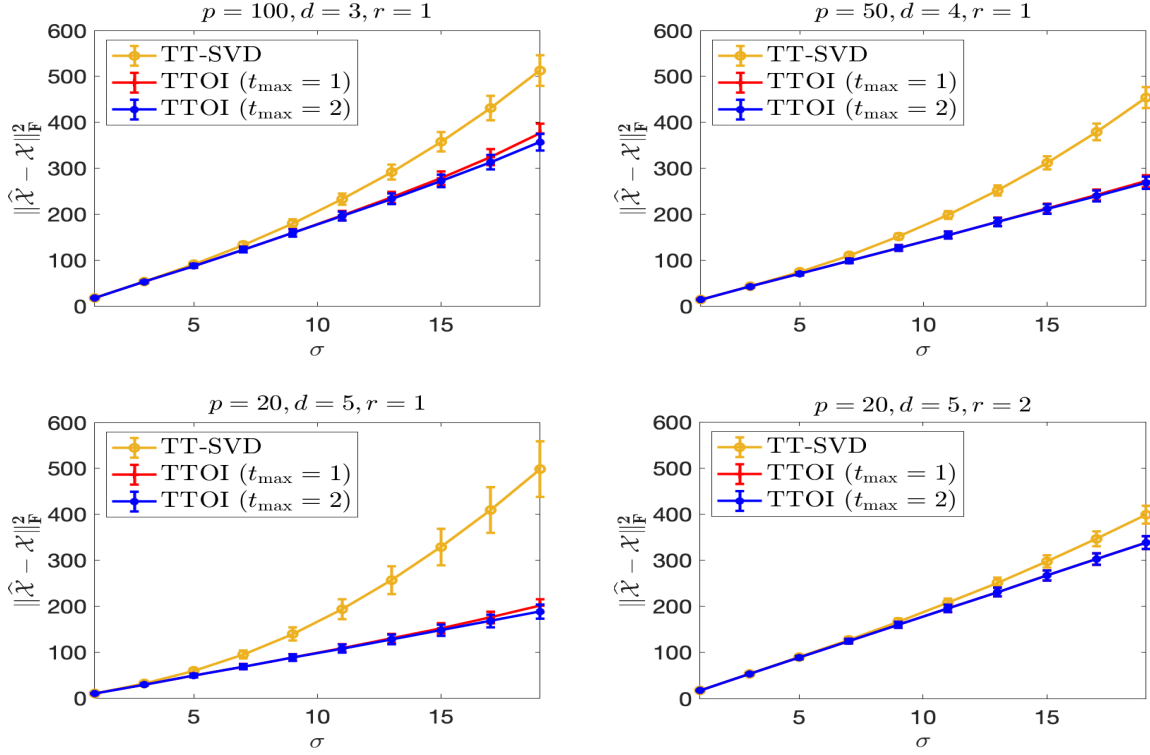 p = 100, d = 3, r = 1
600
500
400
300
200
100
0
5
10
15
σ
‖𝒳̂ − 𝒳‖²_F
TT-SVD
TTOI (t_max = 1)
TTOI (t_max = 2)
p = 50, d = 4, r = 1
600
500
400
300
200
100
0
5
10
15
σ
‖𝒳̂ − 𝒳‖²_F
TT-SVD
TTOI (t_max = 1)
TTOI (t_max = 2)
p = 20, d = 5, r = 1
600
500
400
300
200
100
0
5
10
15
σ
‖𝒳̂ − 𝒳‖²_F
TT-SVD
TTOI (t_max = 1)
TTOI (t_max = 2)
p = 20, d = 5, r = 2
600
500
400
300
200
100
0
5
10
15
σ
‖𝒳̂ − 𝒳‖²_F
TT-SVD
TTOI (t_max = 1)
TTOI (t_max = 2)